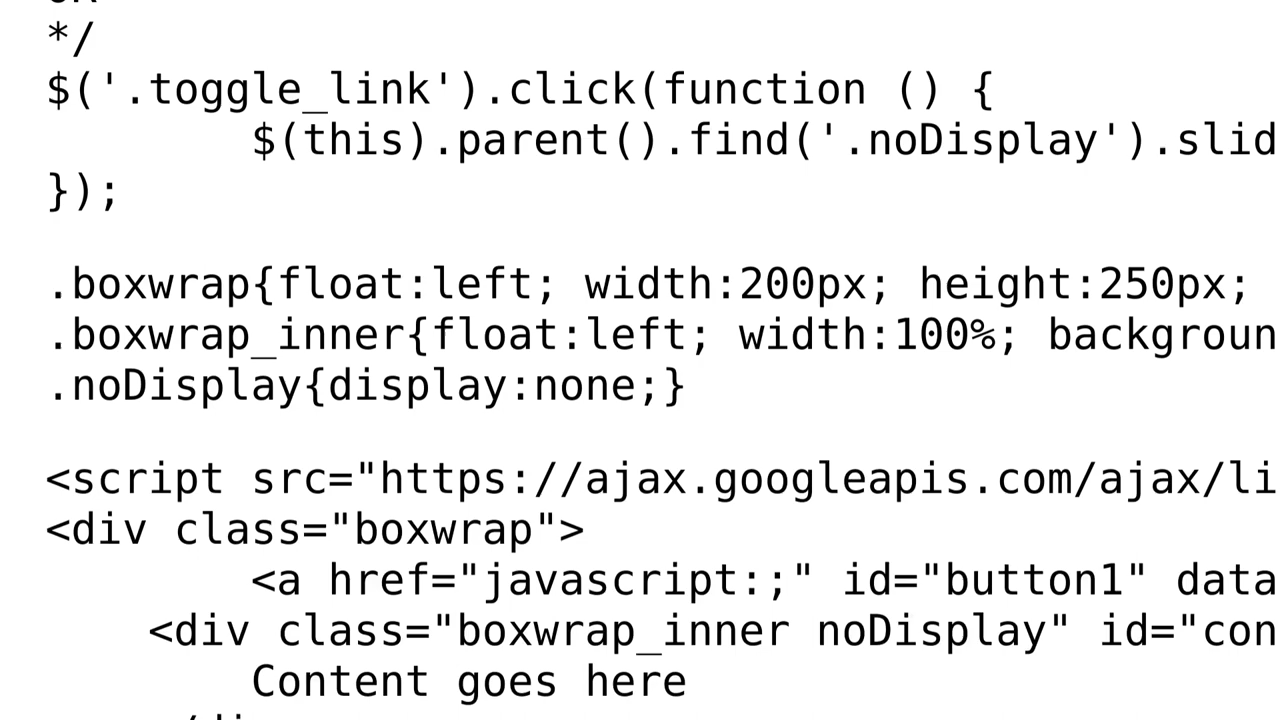 */
$('.toggle_link').click(function () {
        $(this).parent().find('.noDisplay').slid
});

.boxwrap{float:left; width:200px; height:250px;
.boxwrap_inner{float:left; width:100%; backgroun
.noDisplay{display:none;}

<script src="https://ajax.googleapis.com/ajax/li
<div class="boxwrap">
        <a href="javascript:;" id="button1" data
    <div class="boxwrap_inner noDisplay" id="con
        Content goes here